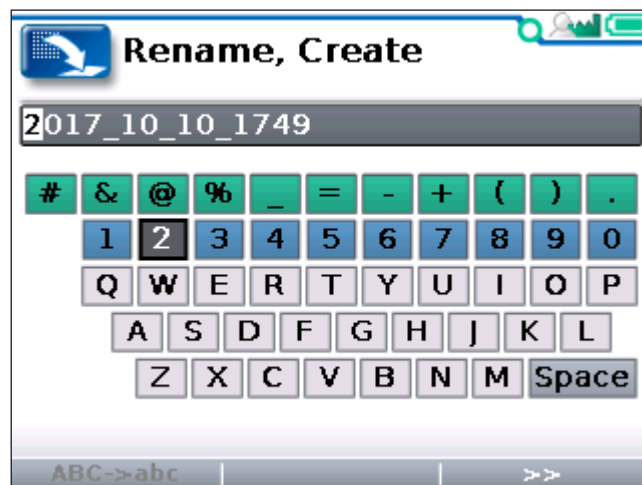 Rename, Create
2017_10_10_1749
# & @ % _ = - + ( ) .
1 2 3 4 5 6 7 8 9 0
Q W E R T Y U I O P
A S D F G H J K L
Z X C V B N M Space
ABC->abc >>